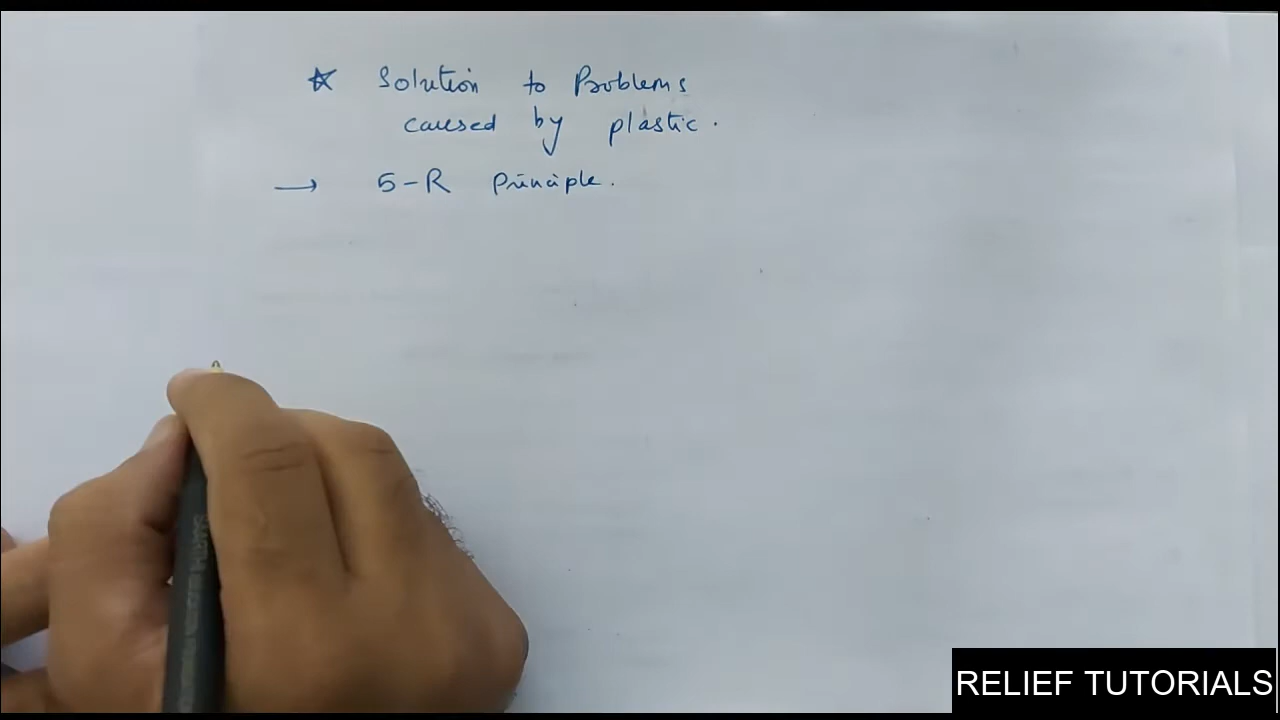 ☆ Solution to Problems
caused by plastic.
→ 5-R Principle.
RELIEF TUTORIALS